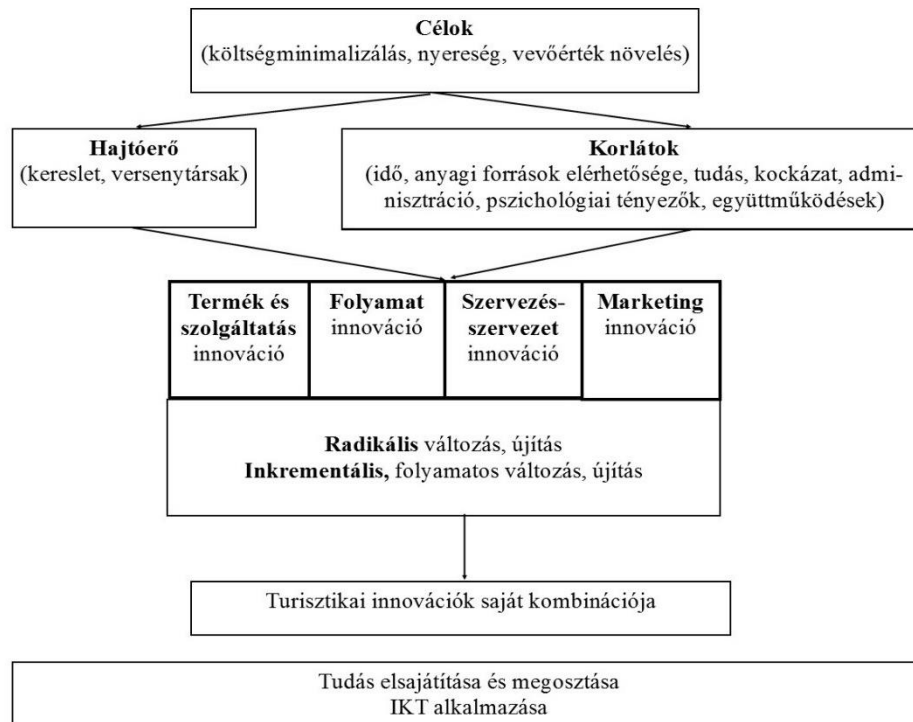 Célok
(költségminimalizálás, nyereség, vevőérték növelés)
Hajtóerő
(kereslet, versenytársak)
Korlátok
(idő, anyagi források elérhetősége, tudás, kockázat, admi-
nisztráció, pszichológiai tényezők, együttműködések)
Termék és
szolgáltatás
innováció
Folyamat
innováció
Szervezés-
szervezet
innováció
Marketing
innováció
Radikális változás, újítás
Inkrementális, folyamatos változás, újítás
Turisztikai innovációk saját kombinációja
Tudás elsajátítása és megosztása
IKT alkalmazása